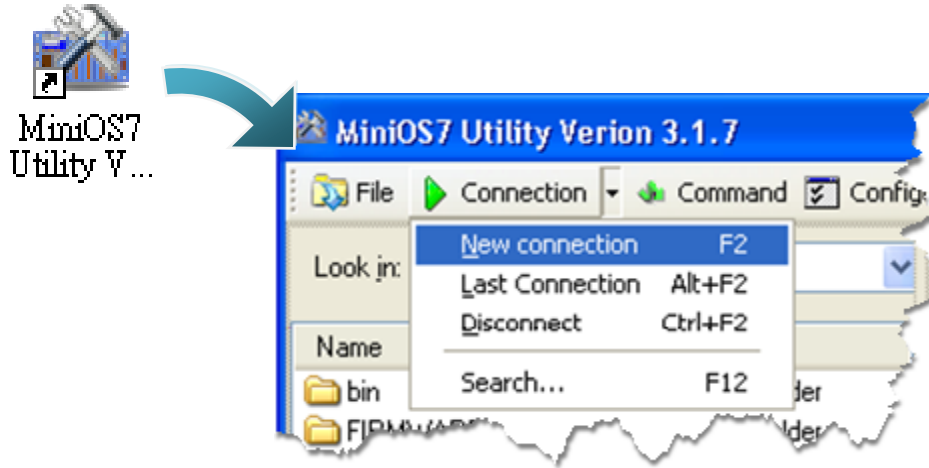 MiniOS7
Utility V...
MiniOS7 Utility Verion 3.1.7
File Connection Command Config
New connection F2
Look in:
Last Connection Alt+F2
Disconnect Ctrl+F2
Name
Search... F12
bin